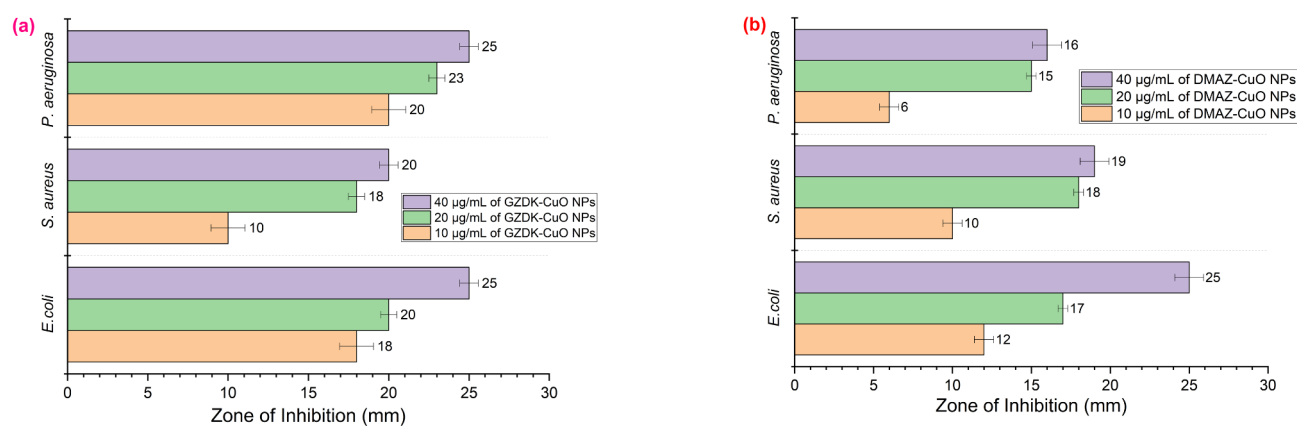 (a)
P. aeruginosa
25
23
20
S. aureus
20
18
10
40 µg/mL of GZDK-CuO NPs
20 µg/mL of GZDK-CuO NPs
10 µg/mL of GZDK-CuO NPs
E.coli
25
20
18
0 10 20 30
Zone of Inhibition (mm)
(b)
P. aeruginosa
16
15
6
40 µg/mL of DMAZ-CuO NPs
20 µg/mL of DMAZ-CuO NPs
10 µg/mL of DMAZ-CuO NPs
S. aureus
19
18
10
E.coli
25
17
12
0 5 10 15 20 25 30
Zone of Inhibition (mm)